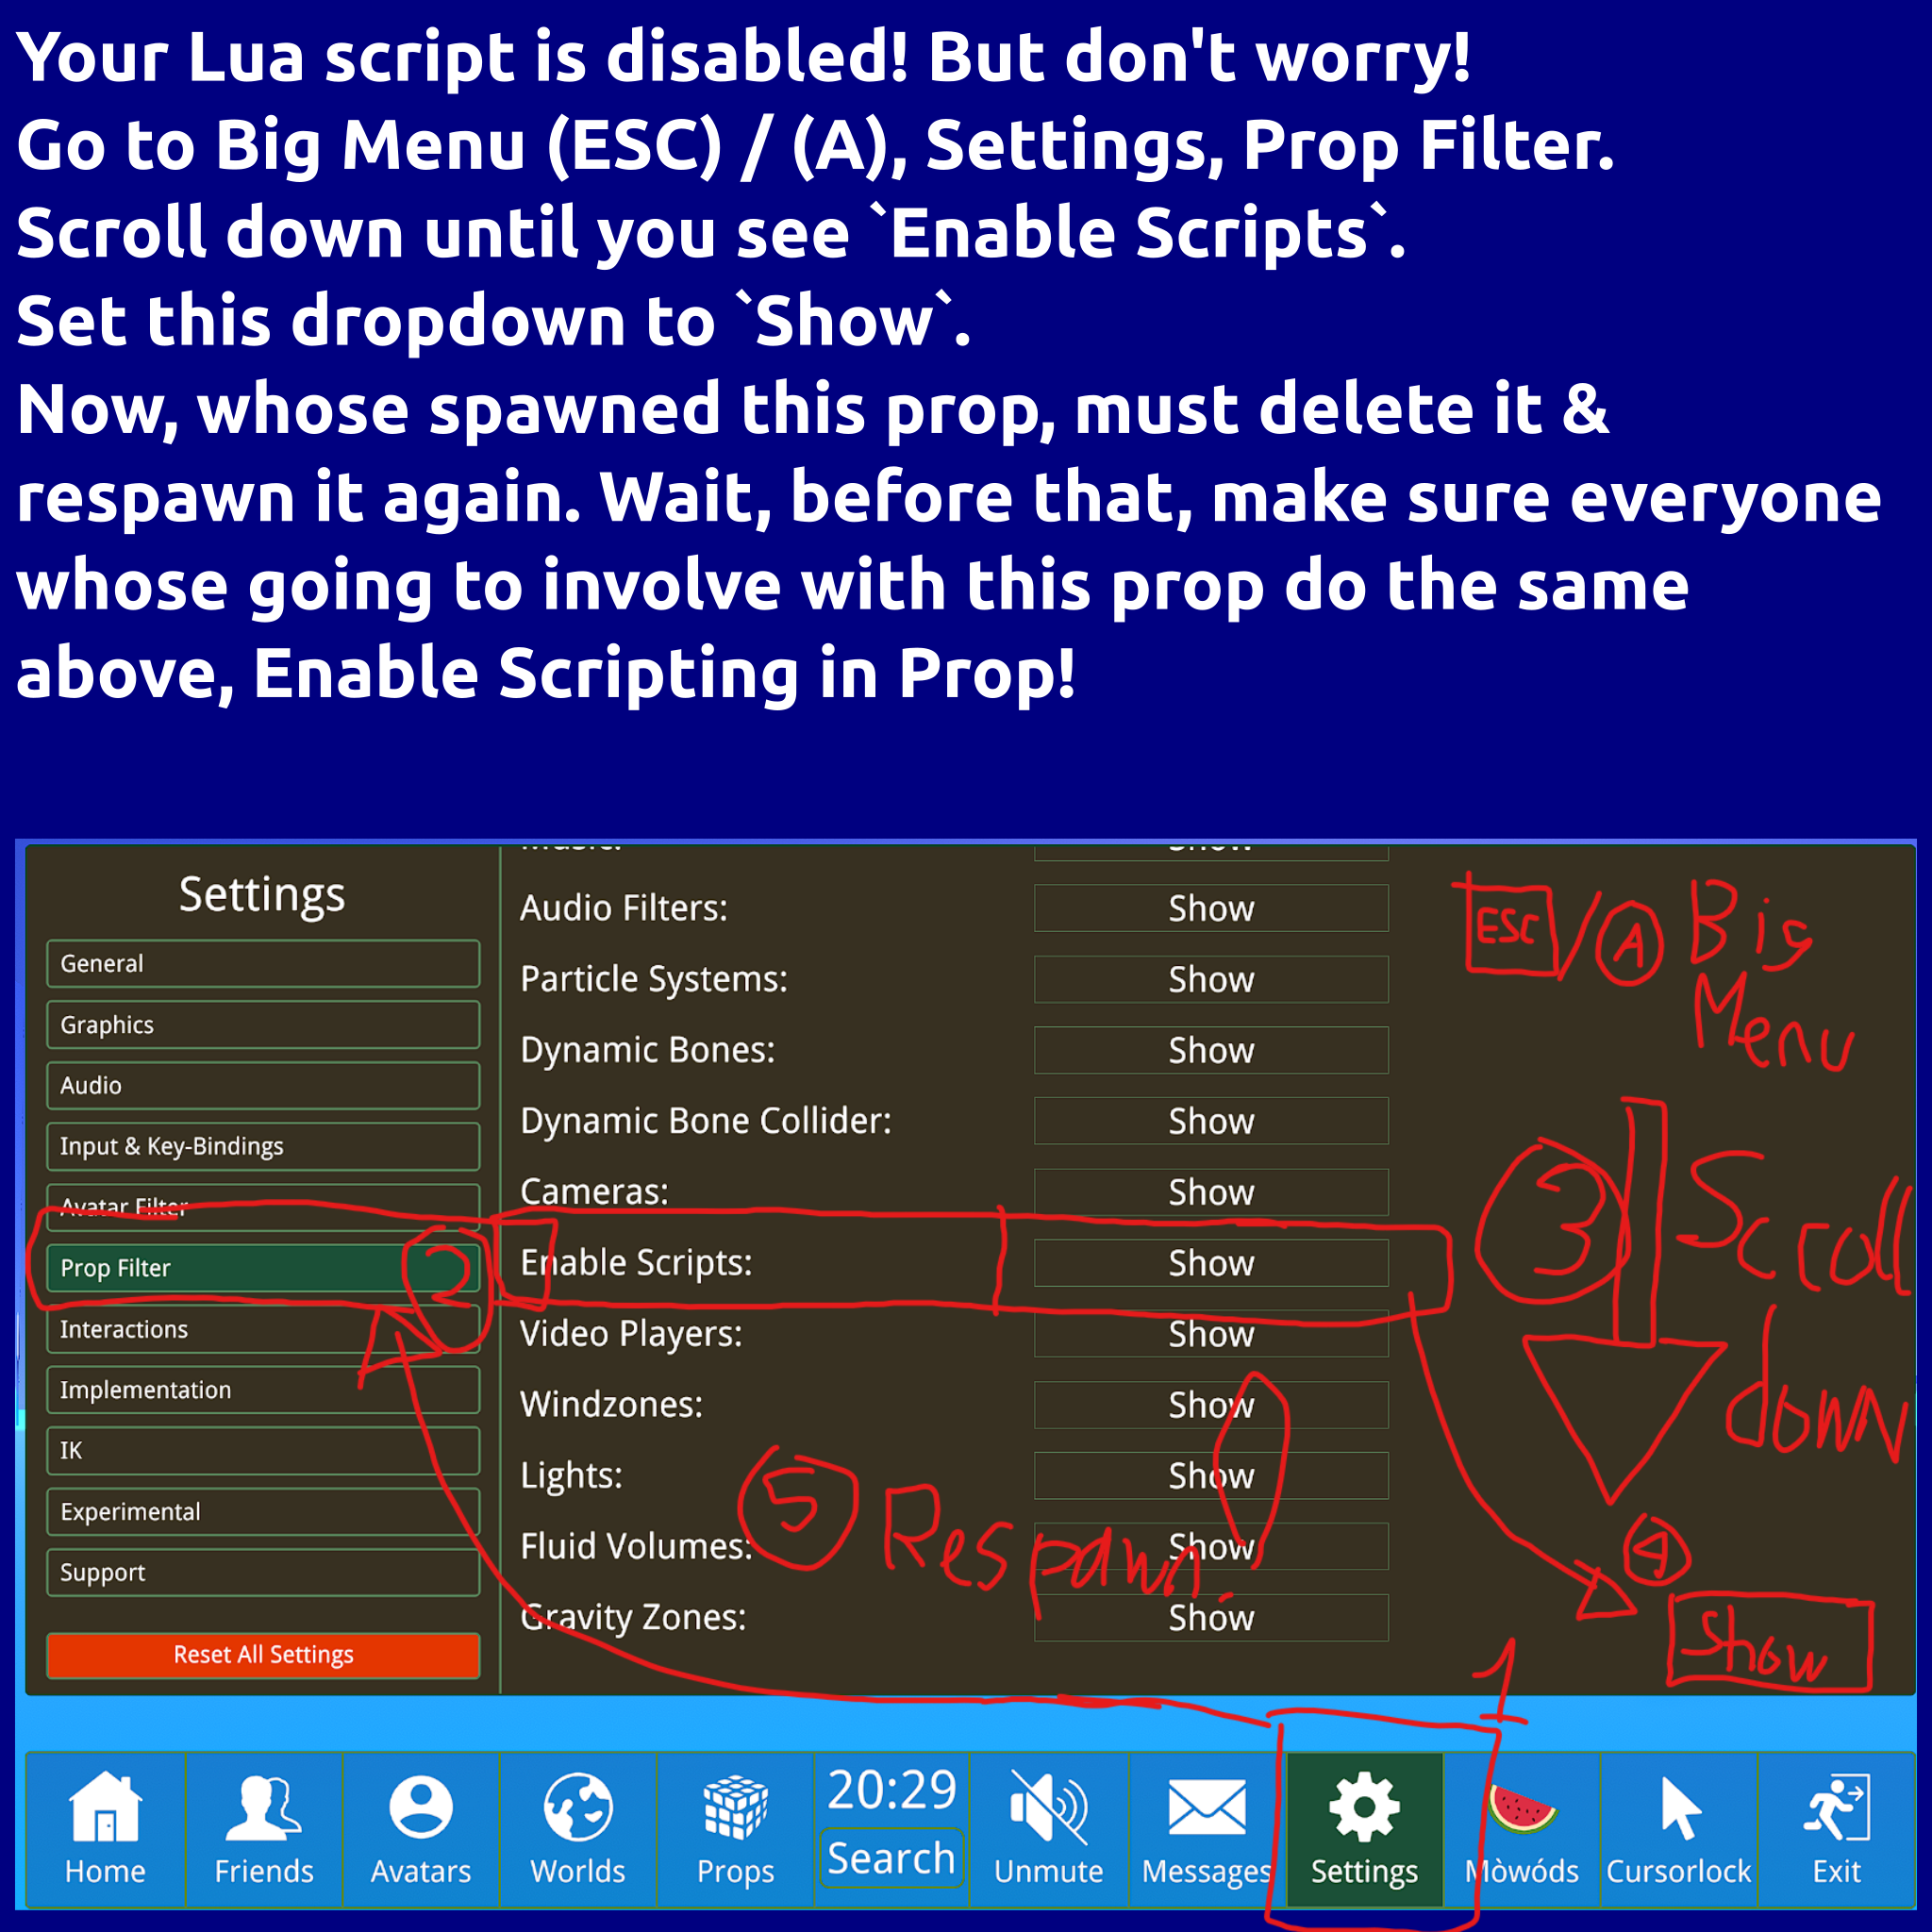 Your Lua script is disabled! But don't worry!
Go to Big Menu (ESC) / (A), Settings, Prop Filter.
Scroll down until you see `Enable Scripts`.
Set this dropdown to `Show`.
Now, whose spawned this prop, must delete it &
respawn it again. Wait, before that, make sure everyone
whose going to involve with this prop do the same
above, Enable Scripting in Prop!
Settings
General
Graphics
Audio
Input & Key-Bindings
Avatar Filter
Prop Filter
2
Interactions
Implementation
IK
Experimental
Support
Reset All Settings
Music: Show
Audio Filters: Show
Particle Systems: Show
Dynamic Bones: Show
Dynamic Bone Collider: Show
Cameras: Show
Enable Scripts: Show
Video Players: Show
Windzones: Show
Lights: Show
Fluid Volumes: Show
Gravity Zones: Show
ESC / A Big
Menu
3 Scroll
down
4
Show
5 Respawn!
1
Home Friends Avatars Worlds Props 20:29 Search Unmute Messages Settings Mòwóds Cursorlock Exit